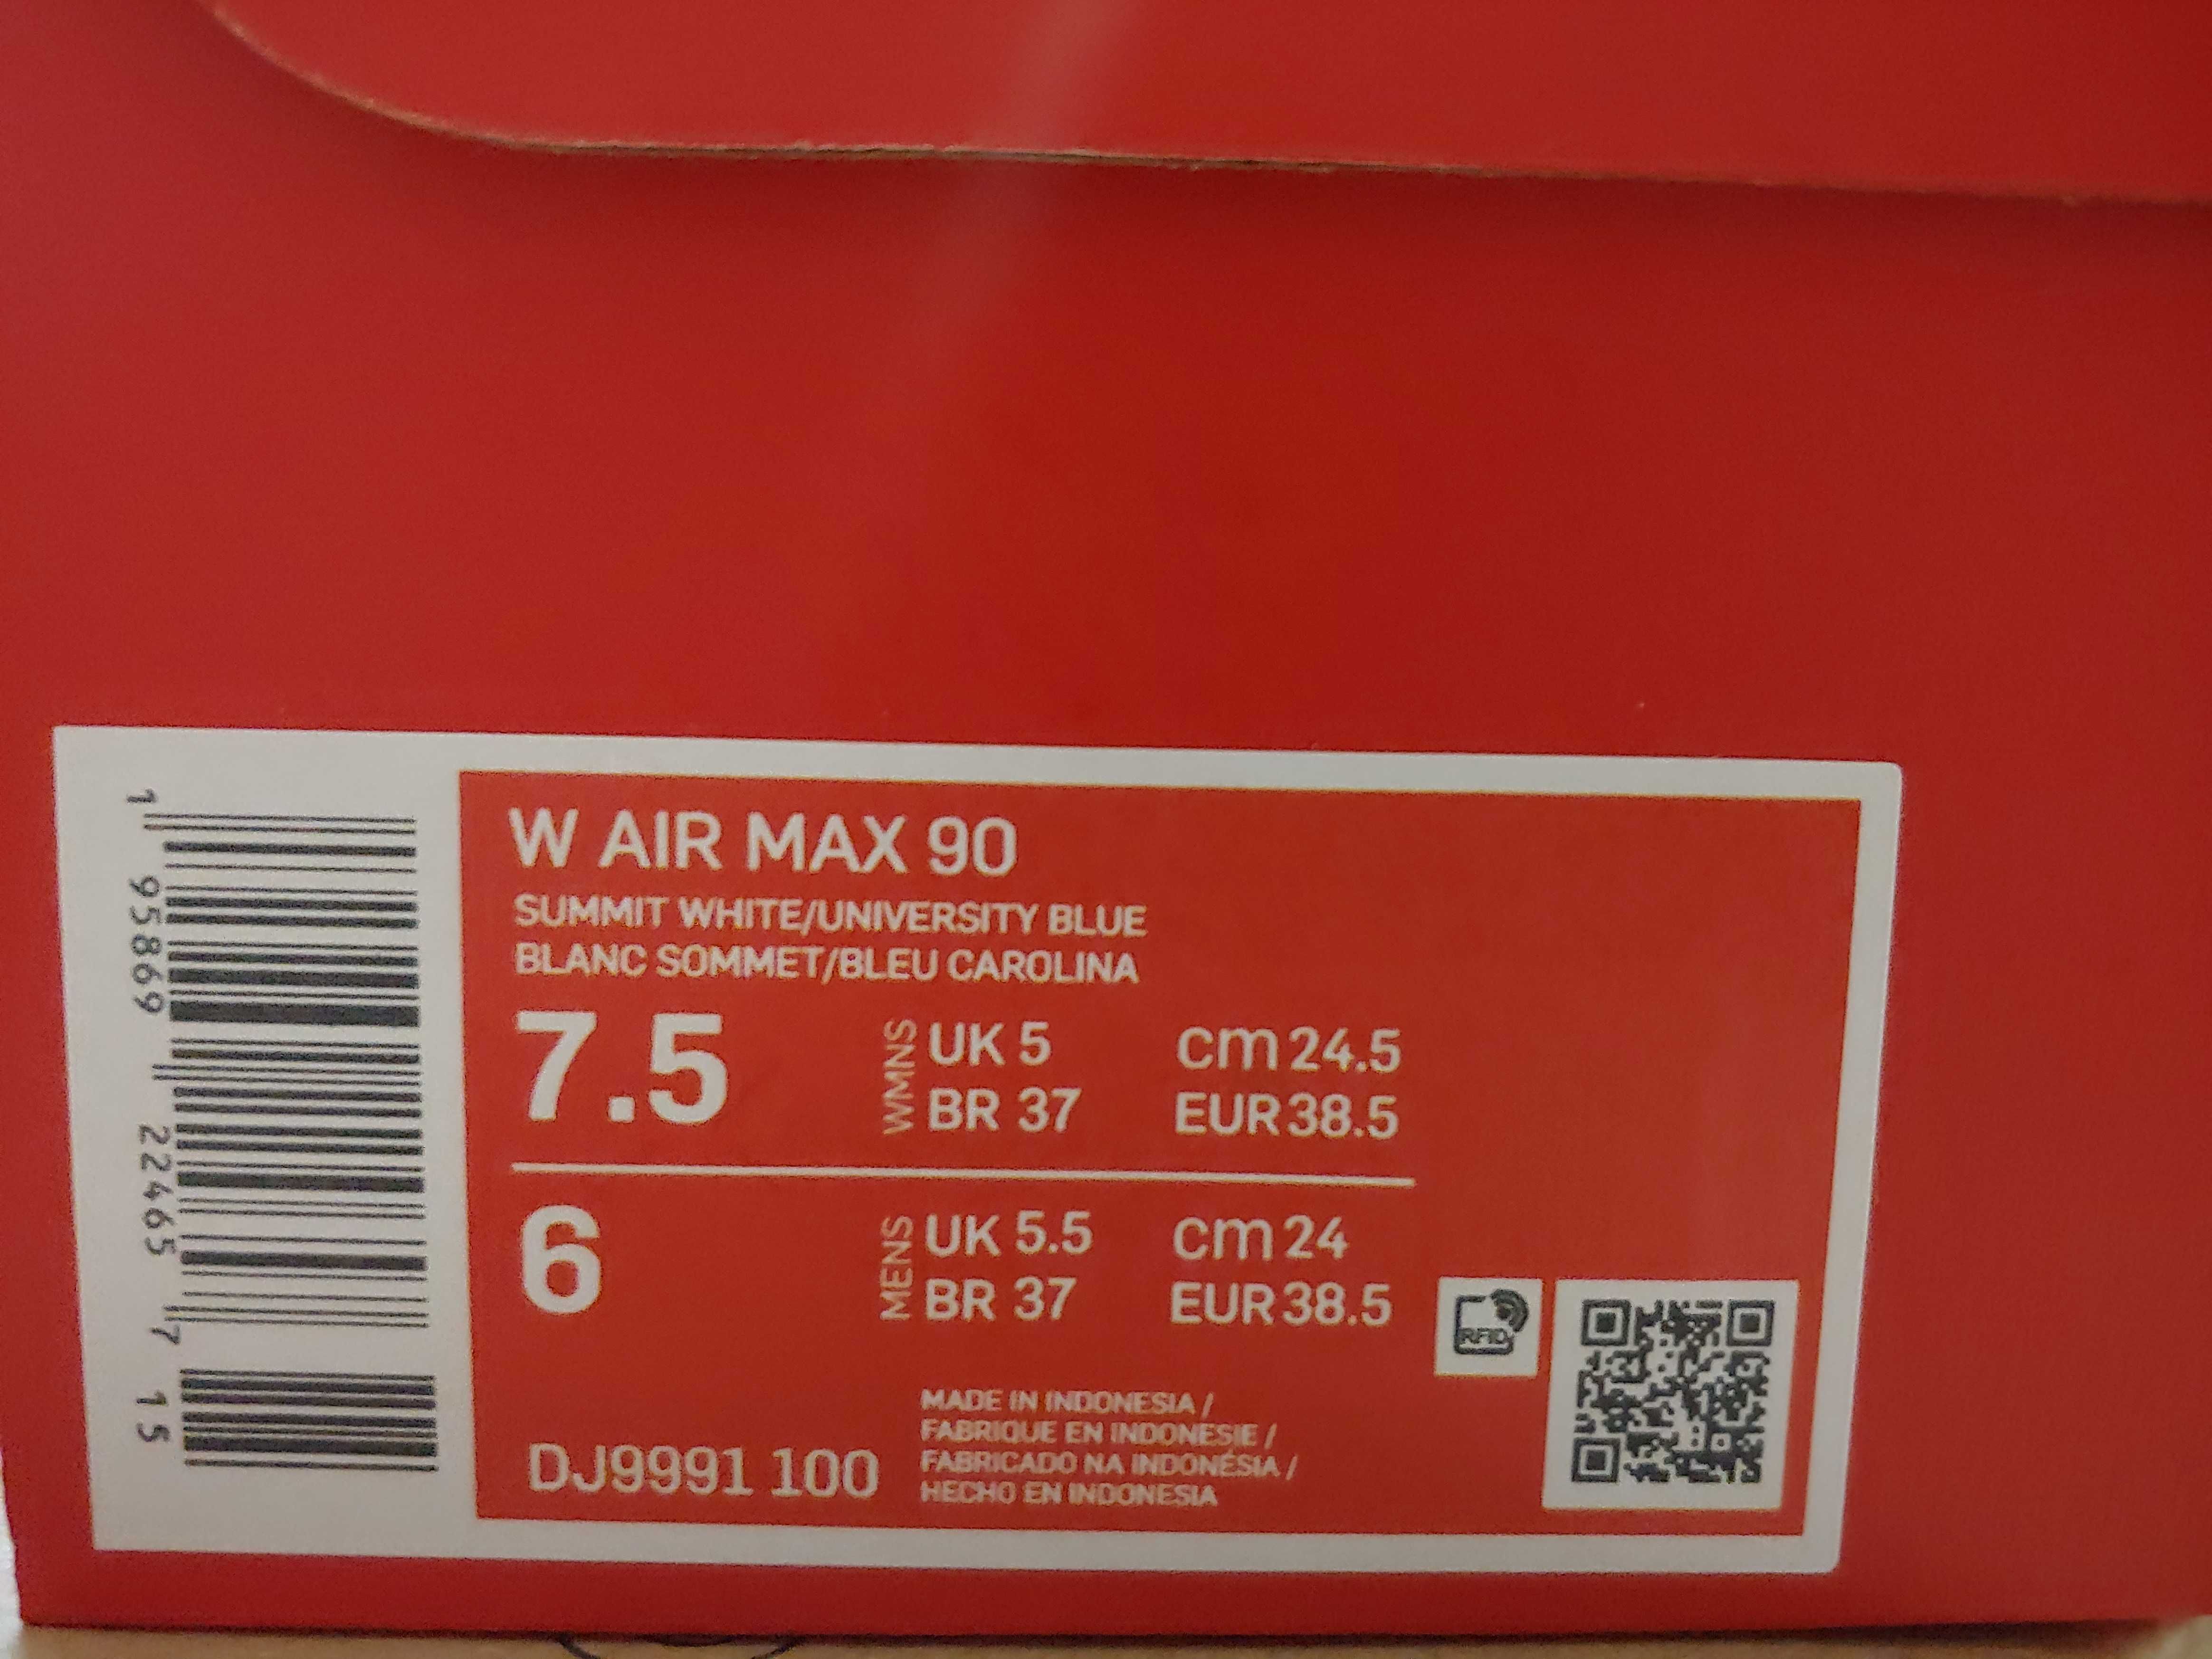 W AIR MAX 90
SUMMIT WHITE/UNIVERSITY BLUE
BLANC SOMMET/BLEU CAROLINA
7.5 WMNS UK 5 cm 24.5
BR 37 EUR 38.5
6 MENS UK 5.5 cm 24
BR 37 EUR 38.5
RFID
DJ9991 100
MADE IN INDONESIA /
FABRIQUE EN INDONESIE /
FABRICADO NA INDONÉSIA /
HECHO EN INDONESIA
1 95869 22465 7 15